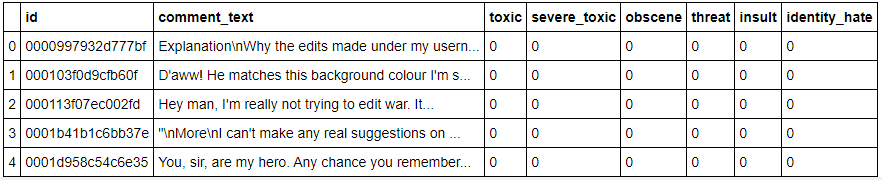 id comment_text toxic severe_toxic obscene threat insult identity_hate
0 0000997932d777bf Explanation\nWhy the edits made under my usern... 0 0 0 0 0 0
1 000103f0d9cfb60f D'aww! He matches this background colour I'm s... 0 0 0 0 0 0
2 000113f07ec002fd Hey man, I'm really not trying to edit war. It... 0 0 0 0 0 0
3 0001b41b1c6bb37e "\nMore\nI can't make any real suggestions on ... 0 0 0 0 0 0
4 0001d958c54c6e35 You, sir, are my hero. Any chance you remember... 0 0 0 0 0 0